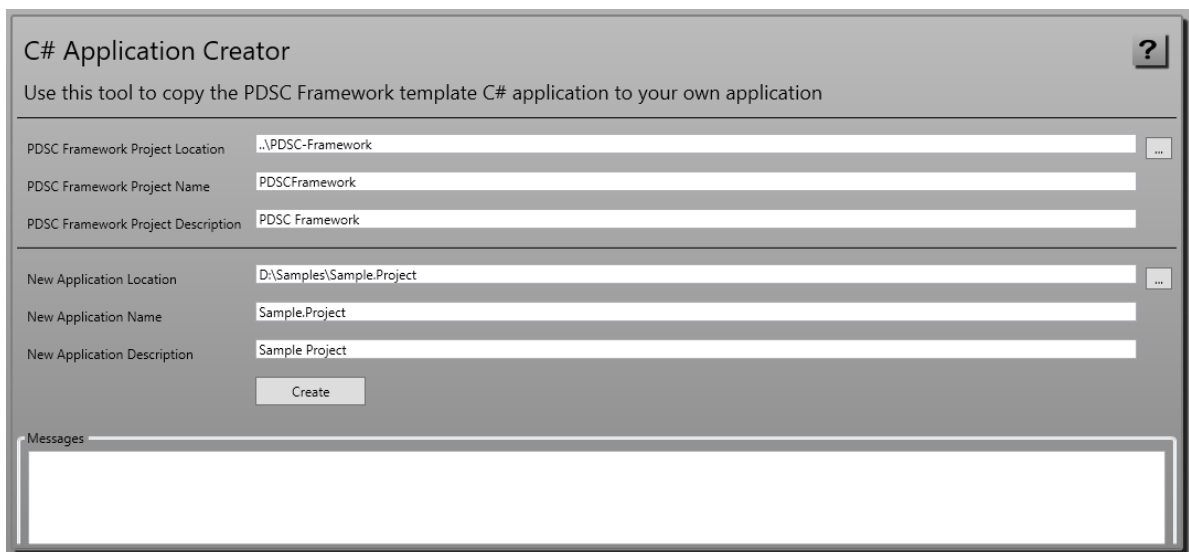 C# Application Creator
?
Use this tool to copy the PDSC Framework template C# application to your own application
PDSC Framework Project Location ..\PDSC-Framework ...
PDSC Framework Project Name PDSCFramework
PDSC Framework Project Description PDSC Framework
New Application Location D:\Samples\Sample.Project ...
New Application Name Sample.Project
New Application Description Sample Project
Create
Messages